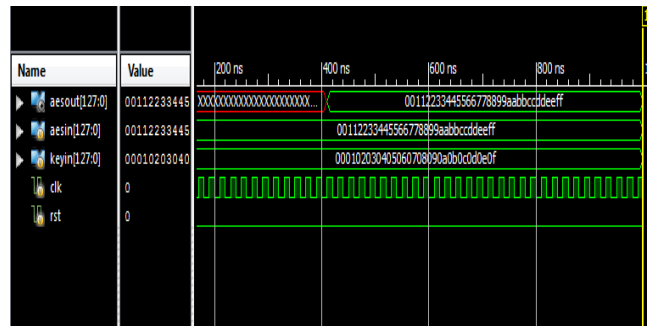 200 ns 400 ns 600 ns 800 ns
Name Value
aesout[127:0] 00112233445 XXXXXXXXXXXXXXXXXXXXXX... 00112233445566778899aabbccddeeff
aesin[127:0] 00112233445 00112233445566778899aabbccddeeff
keyin[127:0] 00010203040 000102030405060708090a0b0c0d0e0f
clk 0
rst 0